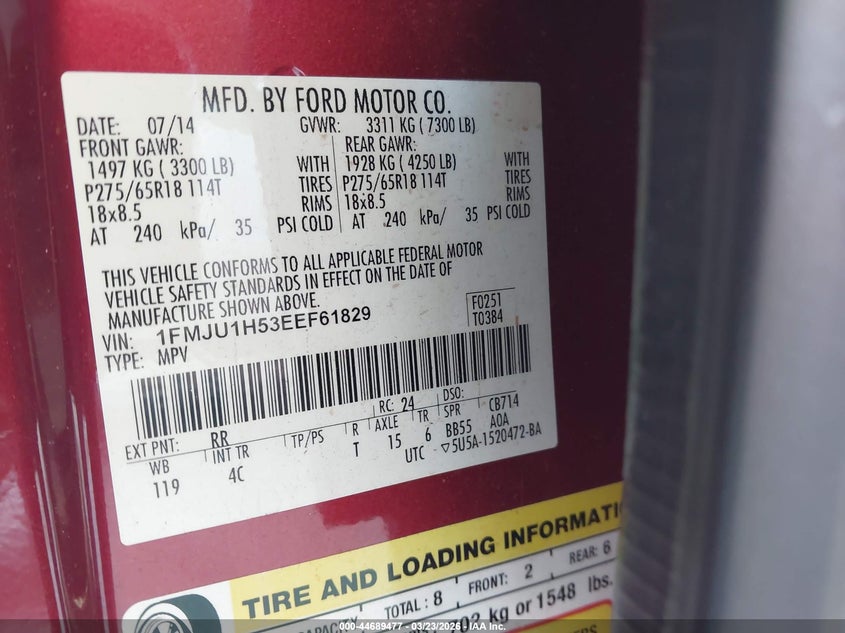 MFD. BY FORD MOTOR CO.
DATE: 07/14 GVWR: 3311 KG ( 7300 LB)
FRONT GAWR: REAR GAWR:
1497 KG ( 3300 LB) WITH 1928 KG ( 4250 LB) WITH
P275/65R18 114T TIRES P275/65R18 114T TIRES
18x8.5 RIMS 18x8.5 RIMS
AT 240 kPa/ 35 PSI COLD AT 240 kPa/ 35 PSI COLD
THIS VEHICLE CONFORMS TO ALL APPLICABLE FEDERAL MOTOR
VEHICLE SAFETY STANDARDS IN EFFECT ON THE DATE OF
MANUFACTURE SHOWN ABOVE.
VIN: 1FMJU1H53EEF61829 F0251
TYPE: MPV T0384
EXT PNT: RR RC: 24 DSO:
WB INT TR TP/PS R AXLE TR SPR CB714
119 4C T 15 6 BB55 AOA
UTC ▽5U5A-1520472-BA
TIRE AND LOADING INFORMATI
TOTAL: 8 FRONT: 2 REAR: 6
kg or 1548 lbs.
000-44689477 - 03/23/2026 - IAA Inc.